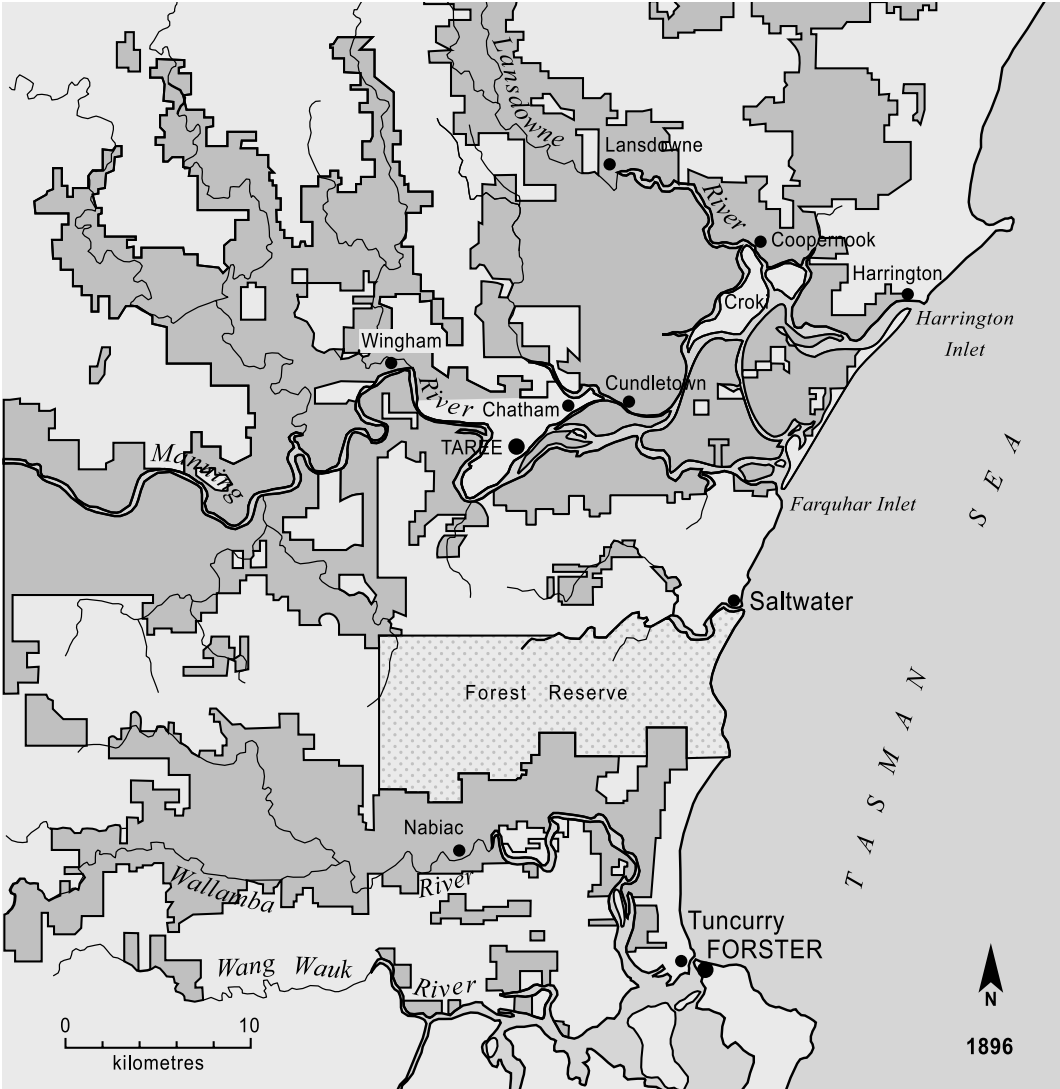 Lansdowne
Lansdowne
River
Coopernook
Harrington
Croki
Harrington
Inlet
Wingham
River
Cundletown
Chatham
TAREE
Manning
Farquhar Inlet
Saltwater
Forest Reserve
TASMAN SEA
Nabiac
Wallamba
River
Tuncurry
FORSTER
Wang Wauk
River
N
0 10
kilometres
1896